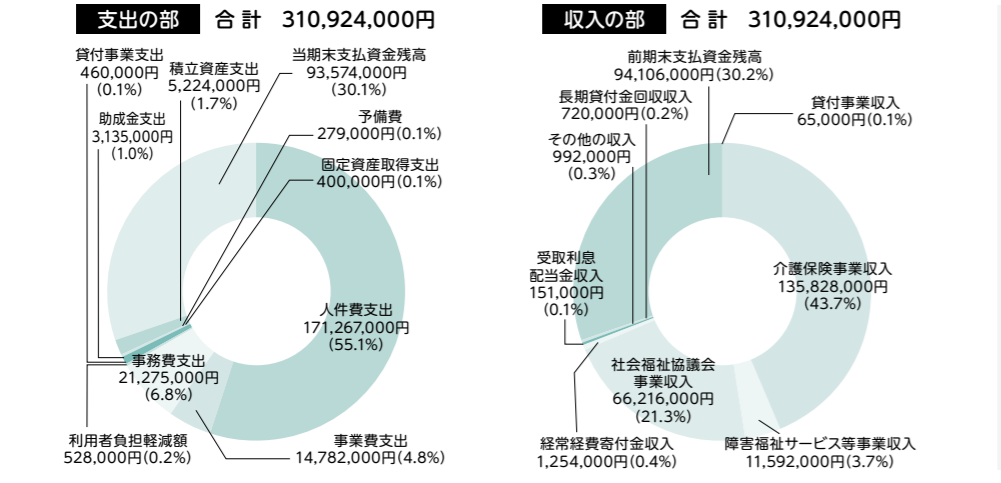 支出の部 合計 310,924,000円
貸付事業支出
460,000円
(0.1%)
積立資産支出
5,224,000円
(1.7%)
当期末支払資金残高
93,574,000円
(30.1%)
助成金支出
3,135,000円
(1.0%)
予備費
279,000円(0.1%)
固定資産取得支出
400,000円(0.1%)
人件費支出
171,267,000円
(55.1%)
事務費支出
21,275,000円
(6.8%)
利用者負担軽減額
528,000円(0.2%)
事業費支出
14,782,000円(4.8%)
収入の部 合計 310,924,000円
前期末支払資金残高
94,106,000円(30.2%)
長期貸付金回収収入
720,000円(0.2%)
貸付事業収入
65,000円(0.1%)
その他の収入
992,000円
(0.3%)
受取利息
配当金収入
151,000円
(0.1%)
介護保険事業収入
135,828,000円
(43.7%)
社会福祉協議会
事業収入
66,216,000円
(21.3%)
経常経費寄付金収入
1,254,000円(0.4%)
障害福祉サービス等事業収入
11,592,000円(3.7%)